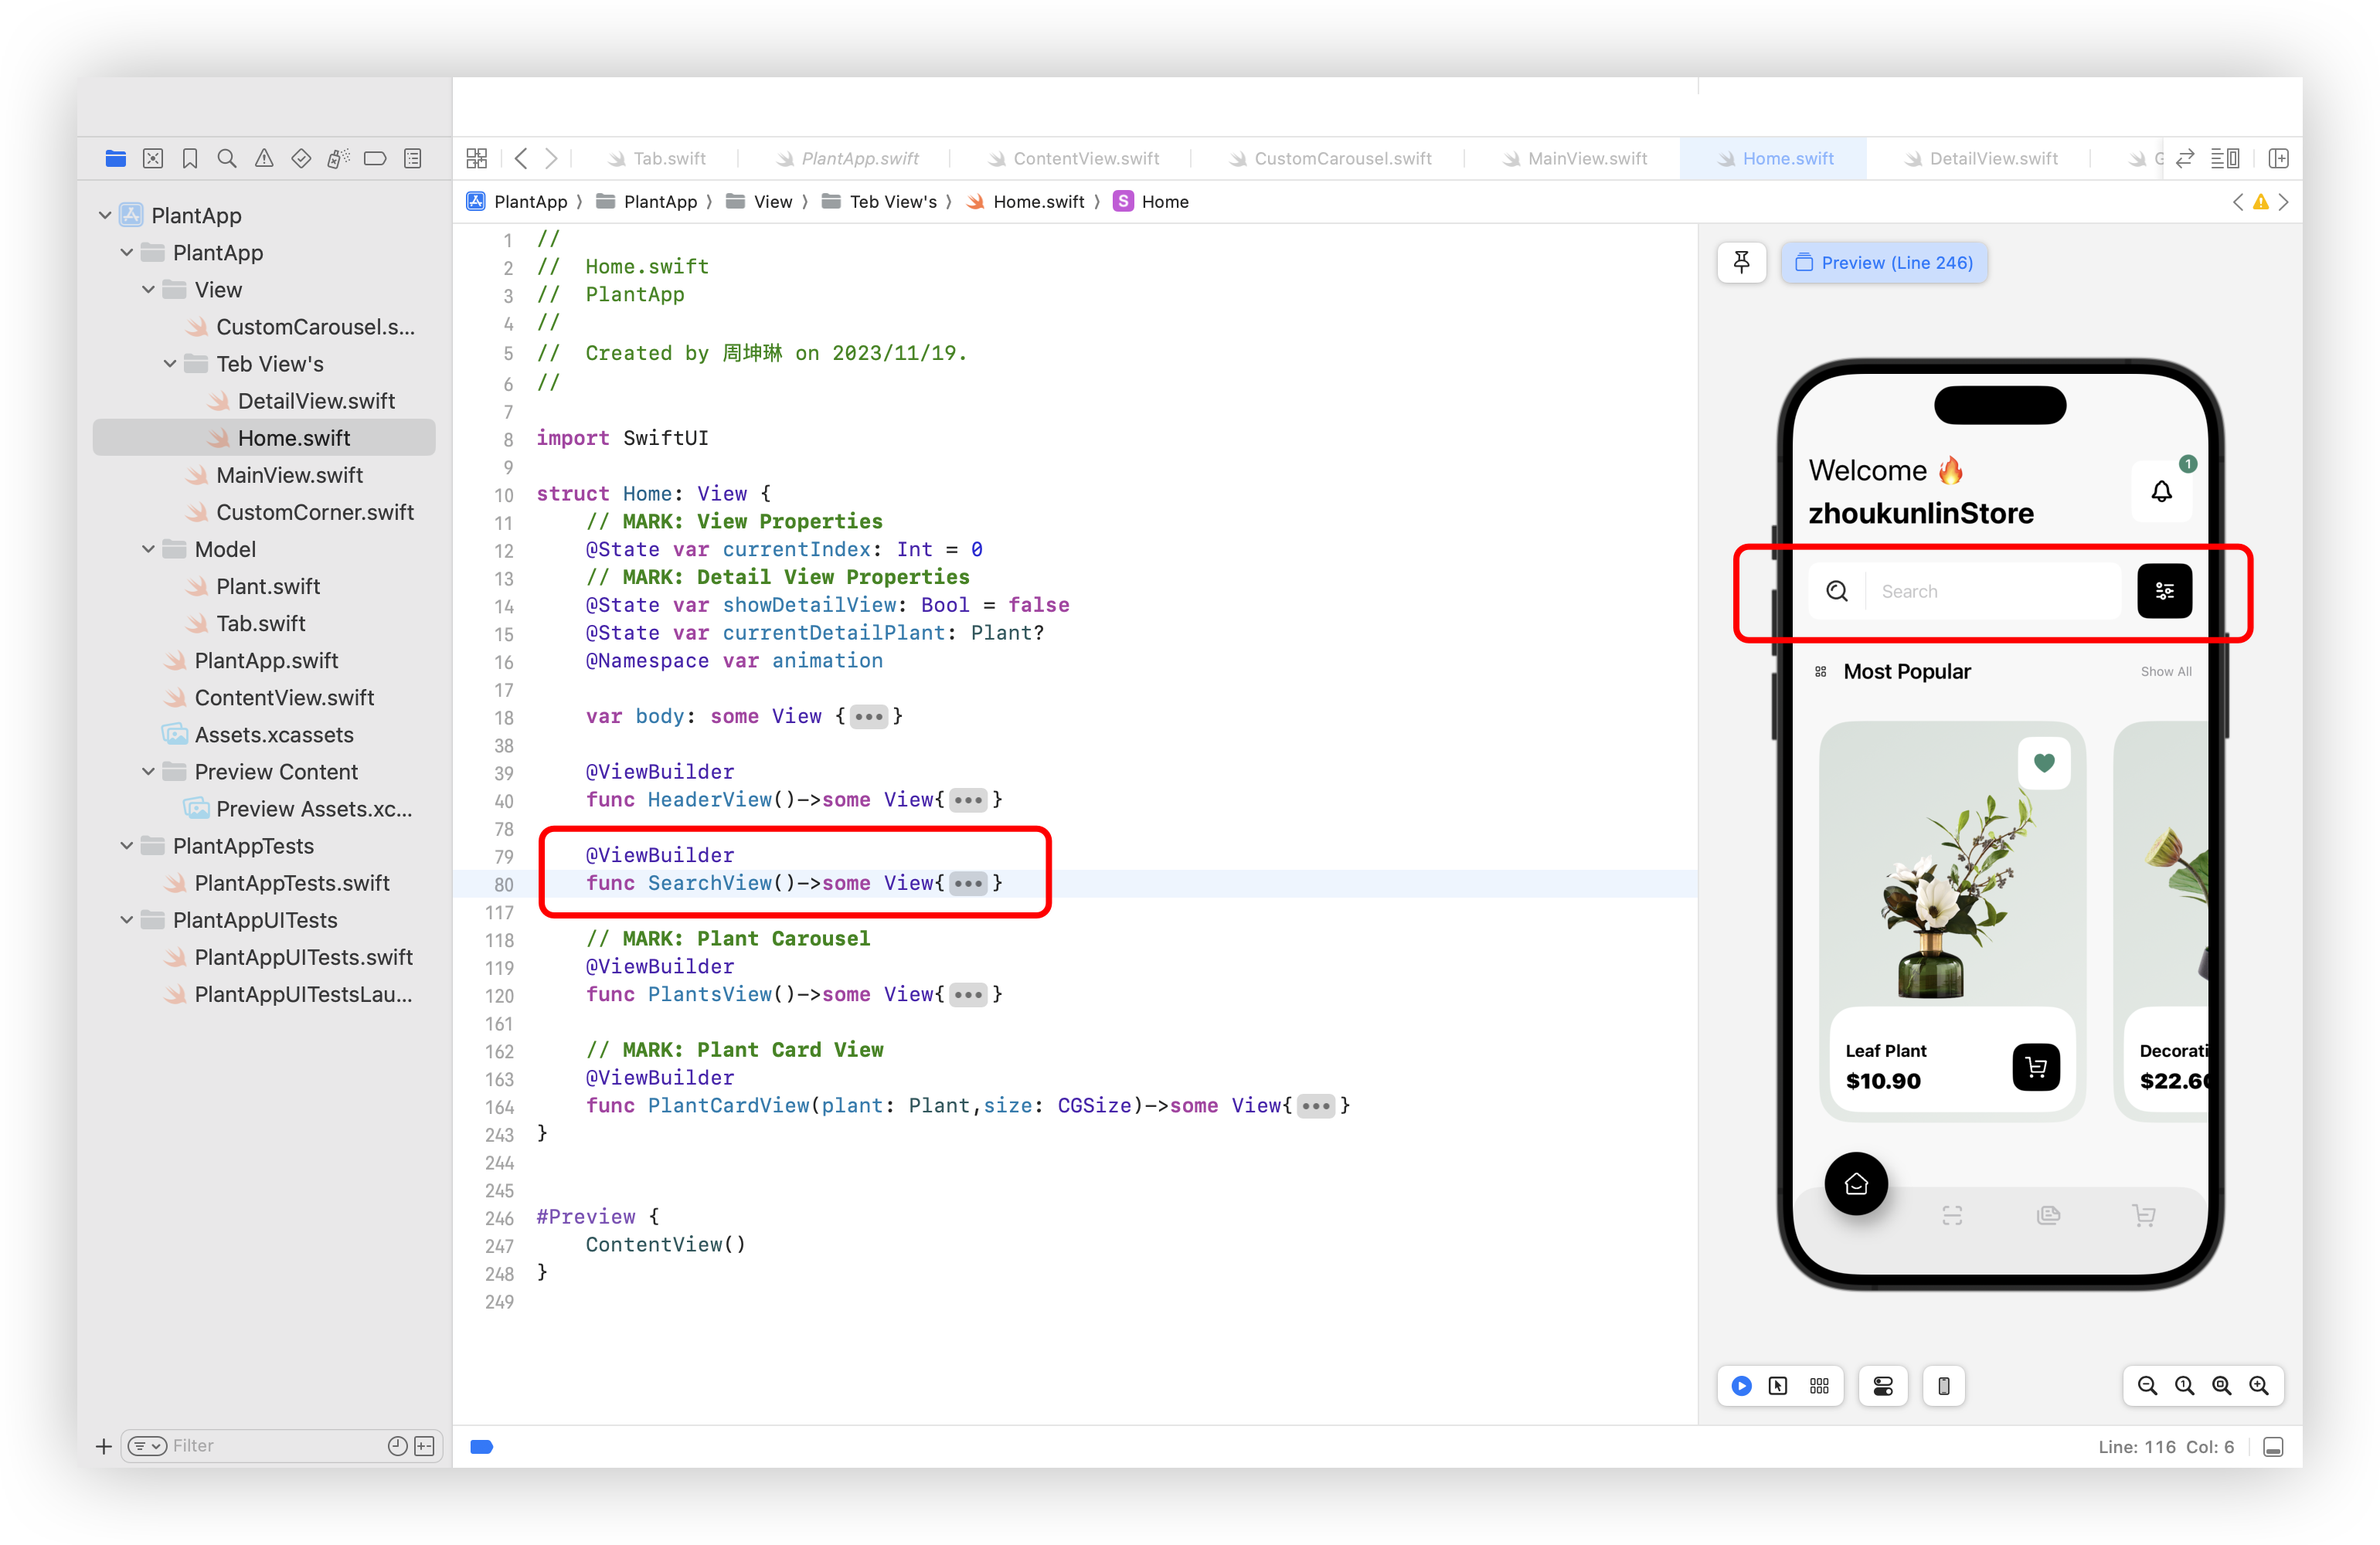 Tab.swift
PlantApp.swift
ContentView.swift
CustomCarousel.swift
MainView.swift
Home.swift
DetailView.swift
PlantApp
PlantApp
View
Teb View's
Home.swift
S
Home
PlantApp
PlantApp
View
CustomCarousel.s...
Teb View's
DetailView.swift
Home.swift
MainView.swift
CustomCorner.swift
Model
Plant.swift
Tab.swift
PlantApp.swift
ContentView.swift
Assets.xcassets
Preview Content
Preview Assets.xc...
PlantAppTests
PlantAppTests.swift
PlantAppUITests
PlantAppUITests.swift
PlantAppUITestsLau...
Filter
1 //
2 //  Home.swift
3 //  PlantApp
4 //
5 //  Created by 周坤琳 on 2023/11/19.
6 //
7
8 import SwiftUI
9
10 struct Home: View {
11     // MARK: View Properties
12     @State var currentIndex: Int = 0
13     // MARK: Detail View Properties
14     @State var showDetailView: Bool = false
15     @State var currentDetailPlant: Plant?
16     @Namespace var animation
17
18     var body: some View {•••}
38
39     @ViewBuilder
40     func HeaderView()->some View{•••}
78
79     @ViewBuilder
80     func SearchView()->some View{•••}
117
118     // MARK: Plant Carousel
119     @ViewBuilder
120     func PlantsView()->some View{•••}
161
162     // MARK: Plant Card View
163     @ViewBuilder
164     func PlantCardView(plant: Plant,size: CGSize)->some View{•••}
243 }
244
245
246 #Preview {
247     ContentView()
248 }
249
Preview (Line 246)
Welcome 🔥
1
zhoukunlinStore
Search
Most Popular
Show All
Leaf Plant
$10.90
Decorati
$22.60
Line: 116 Col: 6